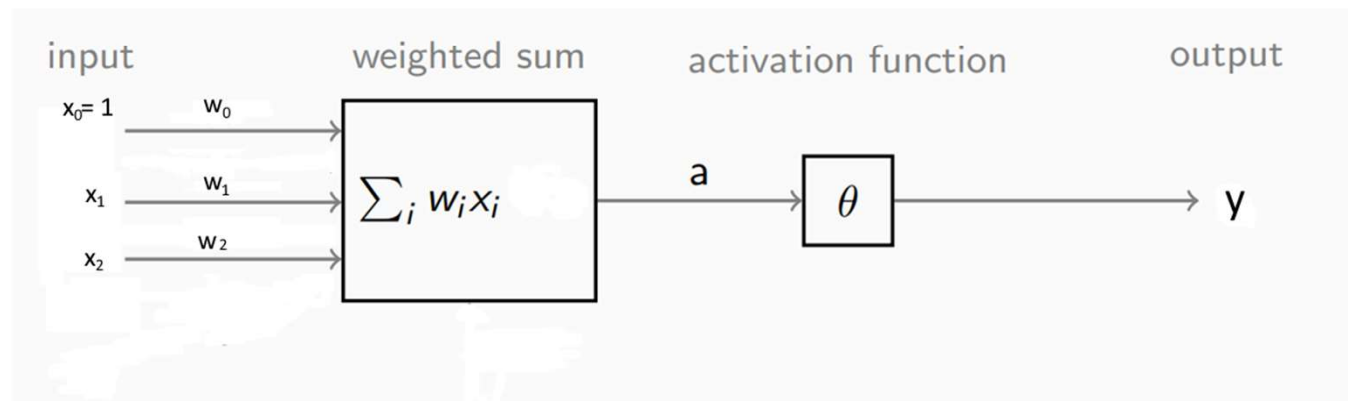 input weighted sum activation function output
x₀= 1 w₀
x₁ w₁ ∑ᵢ wᵢxᵢ a θ y
x₂ w₂